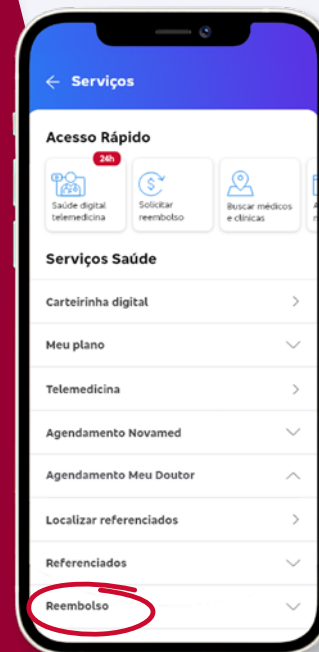 ← Serviços
Acesso Rápido
24h
Saúde digital
telemedicina
Solicitar
reembolso
Buscar médicos
e clínicas
Serviços Saúde
Carteirinha digital
Meu plano
Telemedicina
Agendamento Novamed
Agendamento Meu Doutor
Localizar referenciados
Referenciados
Reembolso